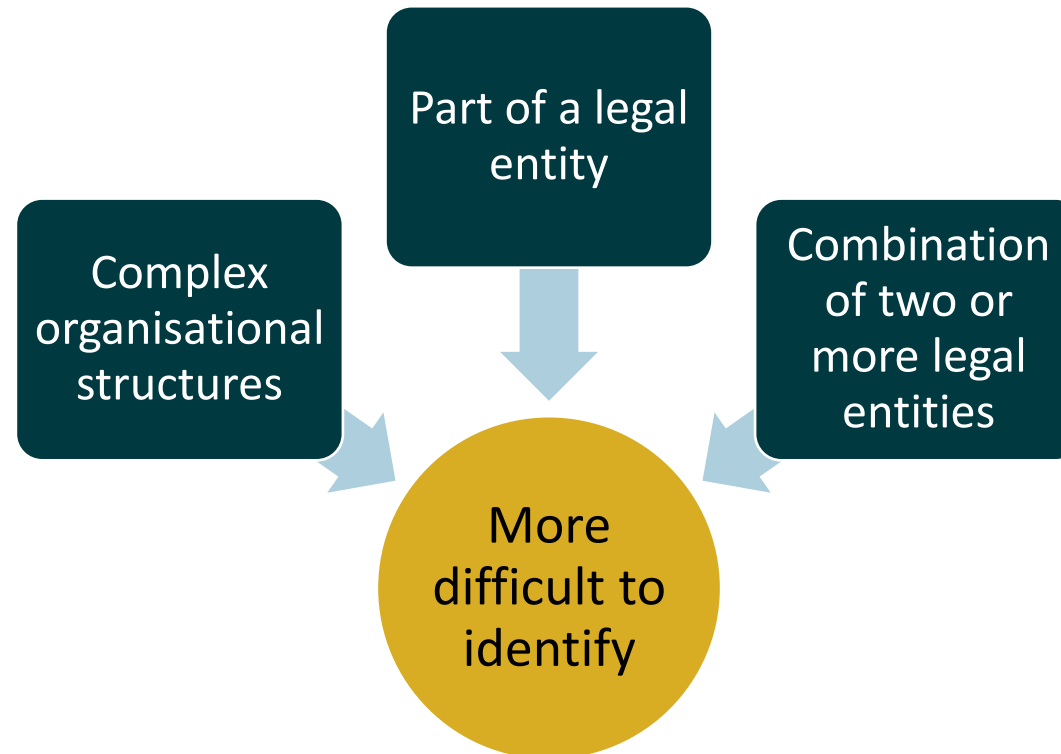 Part of a legal
entity
Complex
organisational
structures
Combination
of two or
more legal
entities
More
difficult to
identify